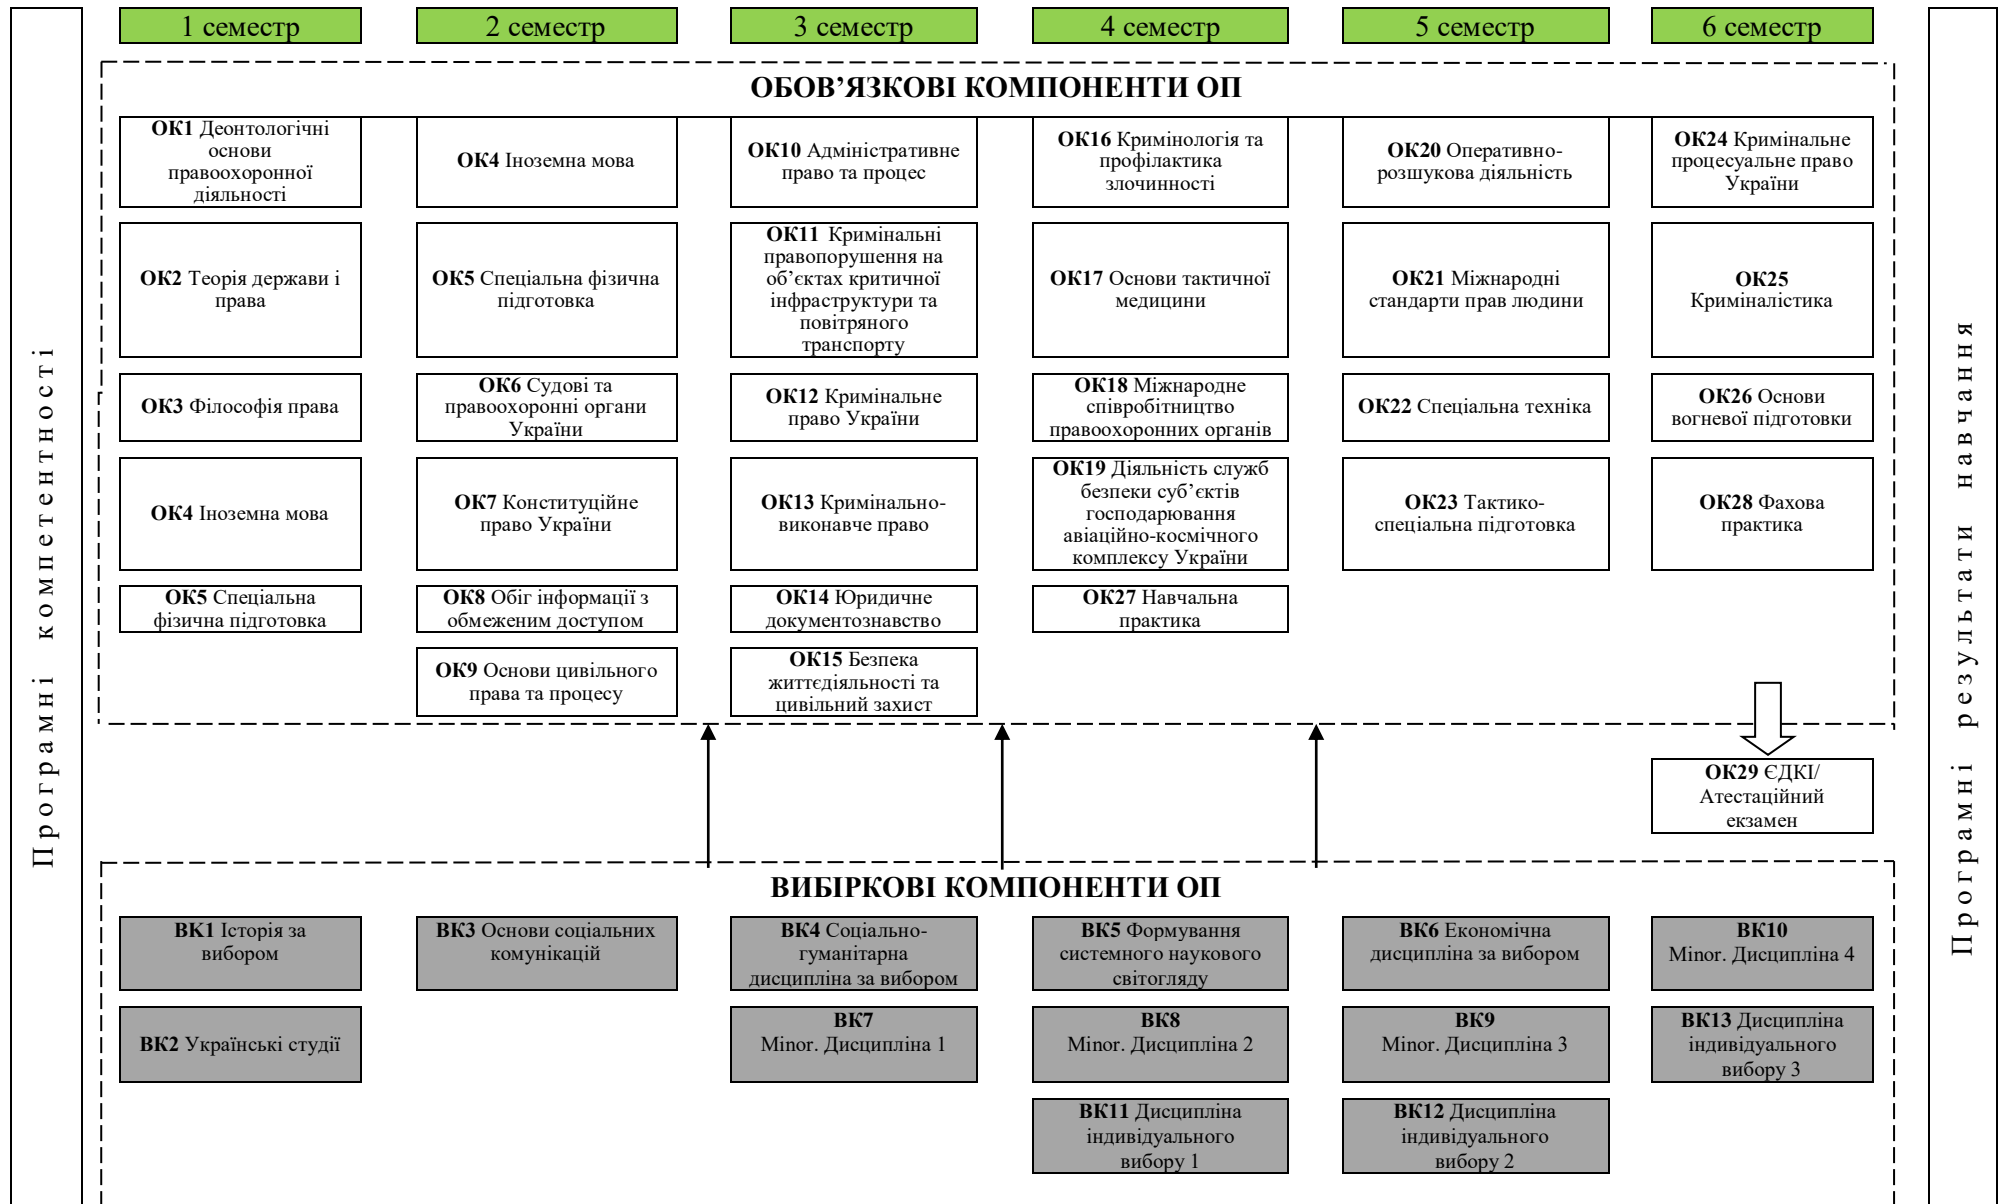 Програмні компетентності
1 семестр
2 семестр
3 семестр
4 семестр
5 семестр
6 семестр
ОБОВ’ЯЗКОВІ КОМПОНЕНТИ ОП
ОК1 Деонтологічні
основи
правоохоронної
діяльності
ОК4 Іноземна мова
ОК10 Адміністративне
право та процес
ОК16 Кримінологія та
профілактика
злочинності
ОК20 Оперативно-
розшукова діяльність
ОК24 Кримінальне
процесуальне право
України
ОК2 Теорія держави і
права
ОК5 Спеціальна фізична
підготовка
ОК11 Кримінальні
правопорушення на
об’єктах критичної
інфраструктури та
повітряного
транспорту
ОК17 Основи тактичної
медицини
ОК21 Міжнародні
стандарти прав людини
ОК25
Криміналістика
ОК3 Філософія права
ОК6 Судові та
правоохоронні органи
України
ОК12 Кримінальне
право України
ОК18 Міжнародне
співробітництво
правоохоронних органів
ОК22 Спеціальна техніка
ОК26 Основи
вогневої підготовки
ОК4 Іноземна мова
ОК7 Конституційне
право України
ОК13 Кримінально-
виконавче право
ОК19 Діяльність служб
безпеки суб’єктів
господарювання
авіаційно-космічного
комплексу України
ОК23 Тактико-
спеціальна підготовка
ОК28 Фахова
практика
ОК5 Спеціальна
фізична підготовка
ОК8 Обіг інформації з
обмеженим доступом
ОК14 Юридичне
документознавство
ОК27 Навчальна
практика
ОК9 Основи цивільного
права та процесу
ОК15 Безпека
життєдіяльності та
цивільний захист
ОК29 ЄДКІ/
Атестаційний
екзамен
ВИБІРКОВІ КОМПОНЕНТИ ОП
ВК1 Історія за
вибором
ВК3 Основи соціальних
комунікацій
ВК4 Соціально-
гуманітарна
дисципліна за вибором
ВК5 Формування
системного наукового
світогляду
ВК6 Економічна
дисципліна за вибором
ВК10
Minor. Дисципліна 4
ВК2 Українські студії
ВК7
Minor. Дисципліна 1
ВК8
Minor. Дисципліна 2
ВК9
Minor. Дисципліна 3
ВК13 Дисципліна
індивідуального
вибору 3
ВК11 Дисципліна
індивідуального
вибору 1
ВК12 Дисципліна
індивідуального
вибору 2
Програмні результати навчання